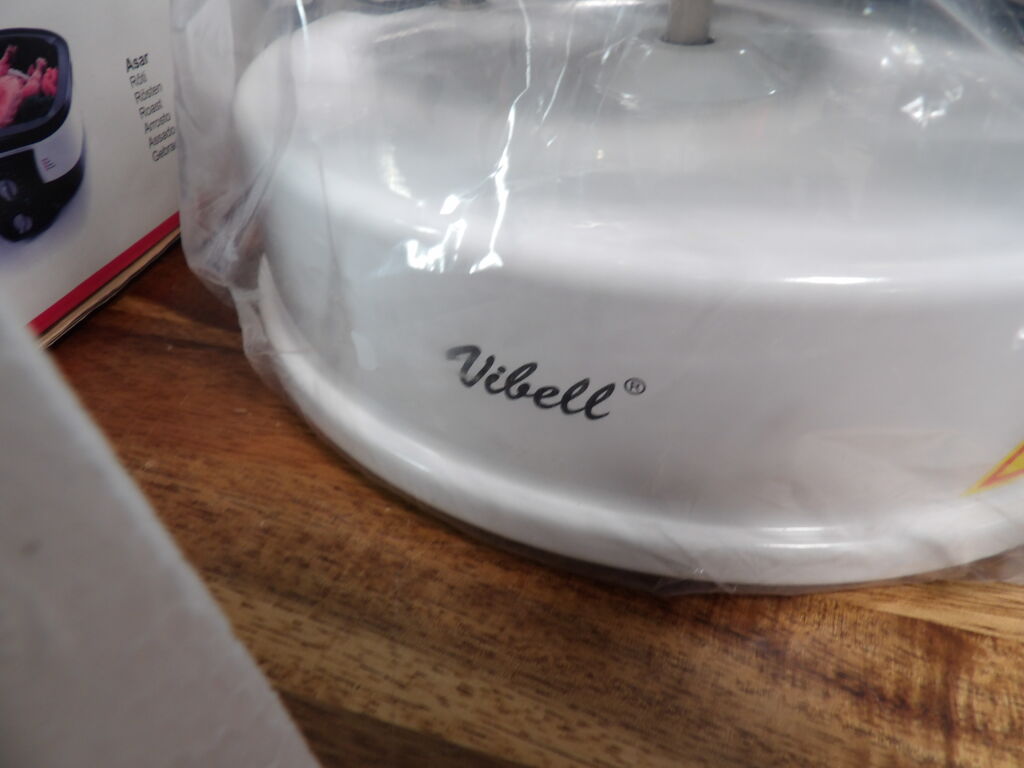 Asar
Rôti
Rösten
Roast
Arrosto
Assado
Vibell®